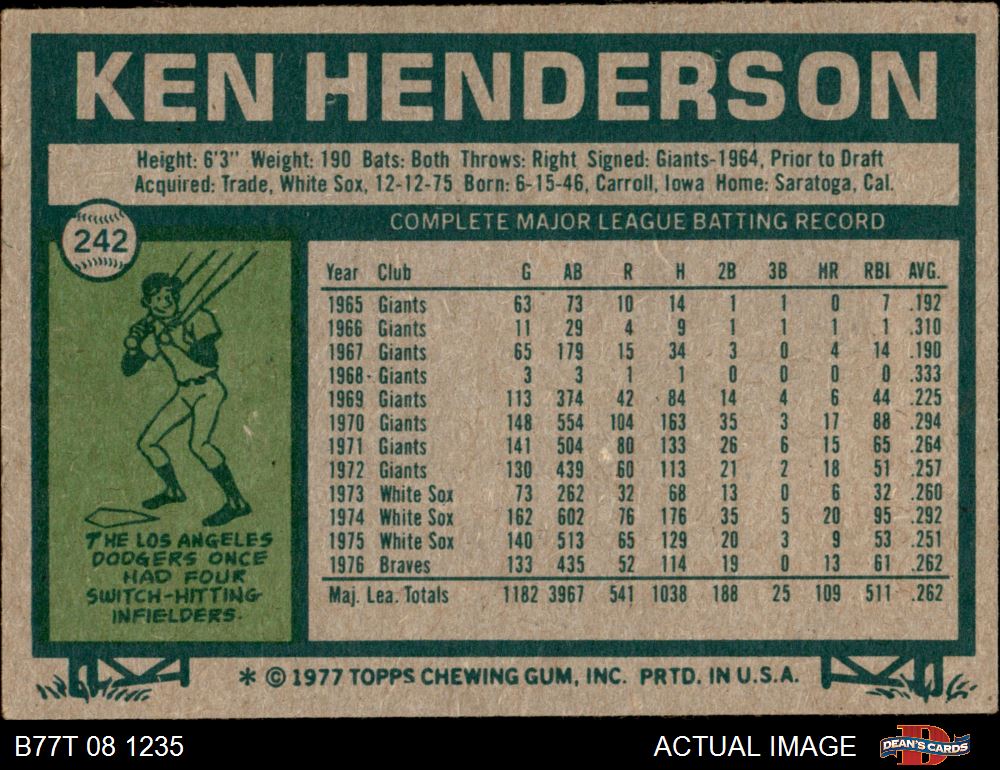 KEN HENDERSON
Height: 6'3" Weight: 190 Bats: Both Throws: Right Signed: Giants-1964, Prior to Draft
Acquired: Trade, White Sox, 12-12-75 Born: 6-15-46, Carroll, Iowa Home: Saratoga, Cal.
242
COMPLETE MAJOR LEAGUE BATTING RECORD
Year Club G AB R H 2B 3B HR RBI AVG.
1965 Giants 63 73 10 14 1 1 0 7 .192
1966 Giants 11 29 4 9 1 1 1 1 .310
1967 Giants 65 179 15 34 3 0 4 14 .190
1968 Giants 3 3 1 1 0 0 0 0 .333
1969 Giants 113 374 42 84 14 4 6 44 .225
1970 Giants 148 554 104 163 35 3 17 88 .294
1971 Giants 141 504 80 133 26 6 15 65 .264
1972 Giants 130 439 60 113 21 2 18 51 .257
1973 White Sox 73 262 32 68 13 0 6 32 .260
1974 White Sox 162 602 76 176 35 5 20 95 .292
1975 White Sox 140 513 65 129 20 3 9 53 .251
1976 Braves 133 435 52 114 19 0 13 61 .262
Maj. Lea. Totals 1182 3967 541 1038 188 25 109 511 .262
THE LOS ANGELES
DODGERS ONCE
HAD FOUR
SWITCH-HITTING
INFIELDERS.
* © 1977 TOPPS CHEWING GUM, INC. PRTD. IN U.S.A.
B77T 08 1235
ACTUAL IMAGE
D
DEAN'S CARDS